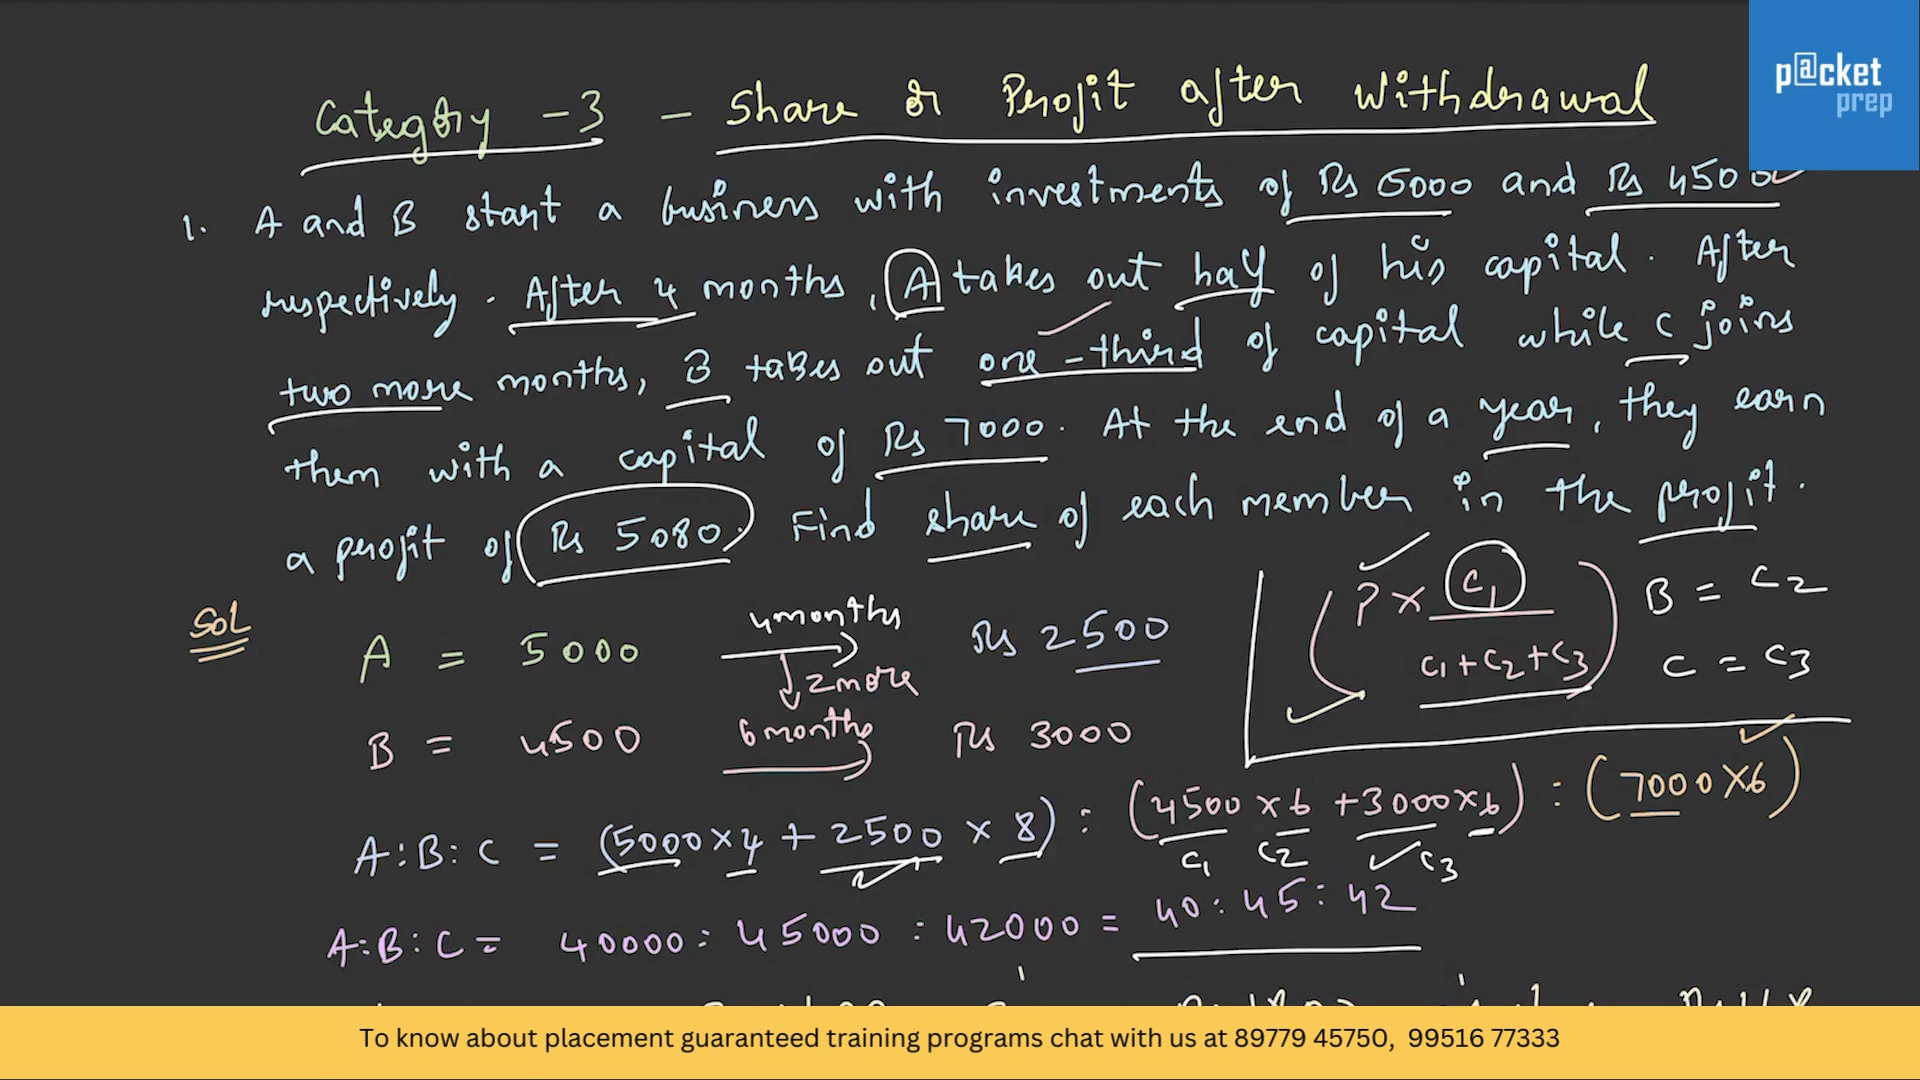 p@cket
prep
Category - 3 - Share or Profit after Withdrawal
1. A and B start a business with investments of Rs 5000 and Rs 4500
respectively. After 4 months, A takes out half of his capital. After
two more months, B takes out one-third of capital while C joins
them with a capital of Rs 7000. At the end of a year, they earn
a profit of Rs 5080. Find share of each member in the profit.
Sol
A = 5000 4months Rs 2500
2more
B = 4500 6months Rs 3000
P × C1
C1+C2+C3
B = C2
C = C3
A:B:C = (5000×4 + 2500 × 8) : (4500×6 + 3000×6) : (7000×6)
C1 C2 C3
A:B:C = 40000 : 45000 : 42000 = 40:45:42
To know about placement guaranteed training programs chat with us at 89779 45750, 99516 77333